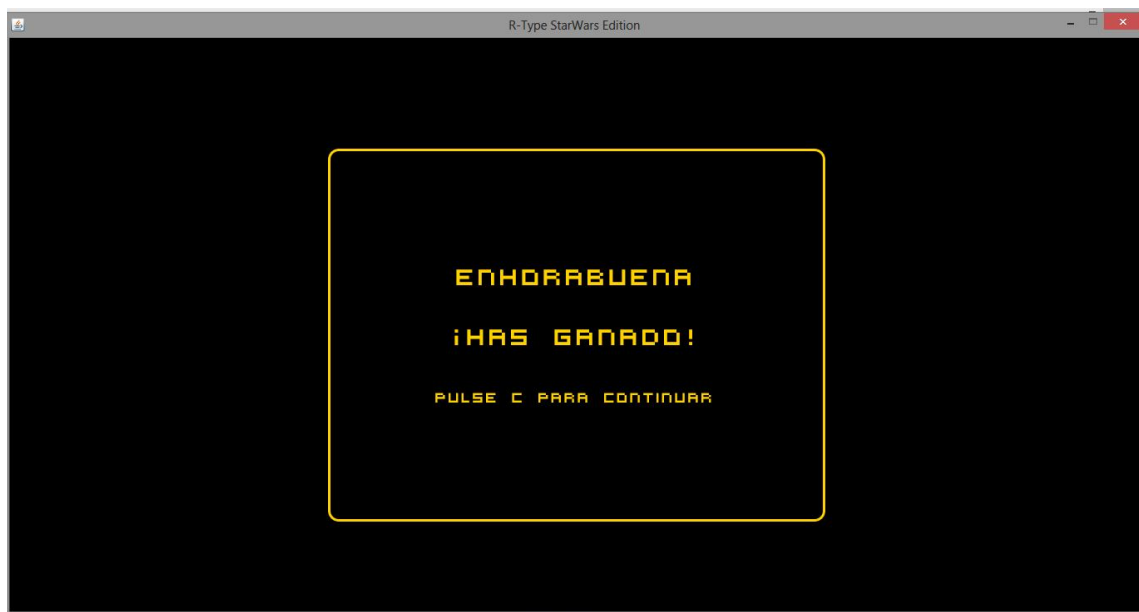 R-Type StarWars Edition
ENHORABUENA
¡HAS GANADO!
PULSE C PARA CONTINUAR